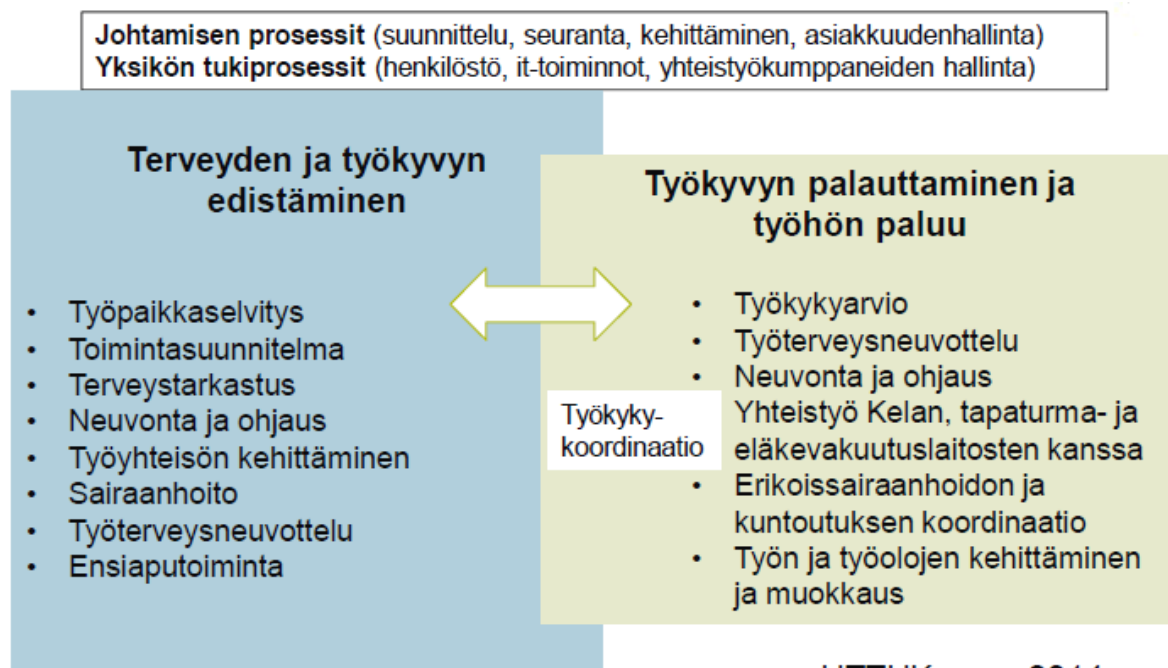 Johtamisen prosessit (suunnittelu, seuranta, kehittäminen, asiakkuudenhallinta)
Yksikön tukiprosessit (henkilöstö, it-toiminnot, yhteistyökumppaneiden hallinta)
Terveyden ja työkyvyn
edistäminen
• Työpaikkaselvitys
• Toimintasuunnitelma
• Terveystarkastus
• Neuvonta ja ohjaus
• Työyhteisön kehittäminen
• Sairaanhoito
• Työterveysneuvottelu
• Ensiaputoiminta
Työkyky-
koordinaatio
Työkyvyn palauttaminen ja
työhön paluu
• Työkykyarvio
• Työterveysneuvottelu
• Neuvonta ja ohjaus
Yhteistyö Kelan, tapaturma- ja
eläkevakuutuslaitosten kanssa
• Erikoissairaanhoidon ja
kuntoutuksen koordinaatio
• Työn ja työolojen kehittäminen
ja muokkaus